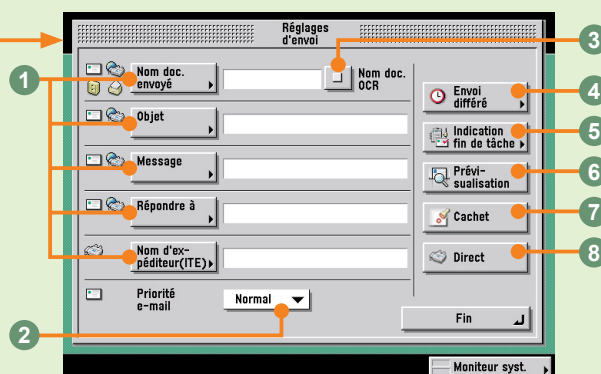 Réglages
d'envoi
1
2
3
4
5
6
7
8
Nom doc.
envoyé
Nom doc.
OCR
Objet
Message
Répondre à
Nom d'ex-
péditeur(ITE)
Priorité
e-mail
Normal
Envoi
différé
Indication
fin de tâche
Prévi-
sualisation
Cachet
Direct
Fin
Moniteur syst.